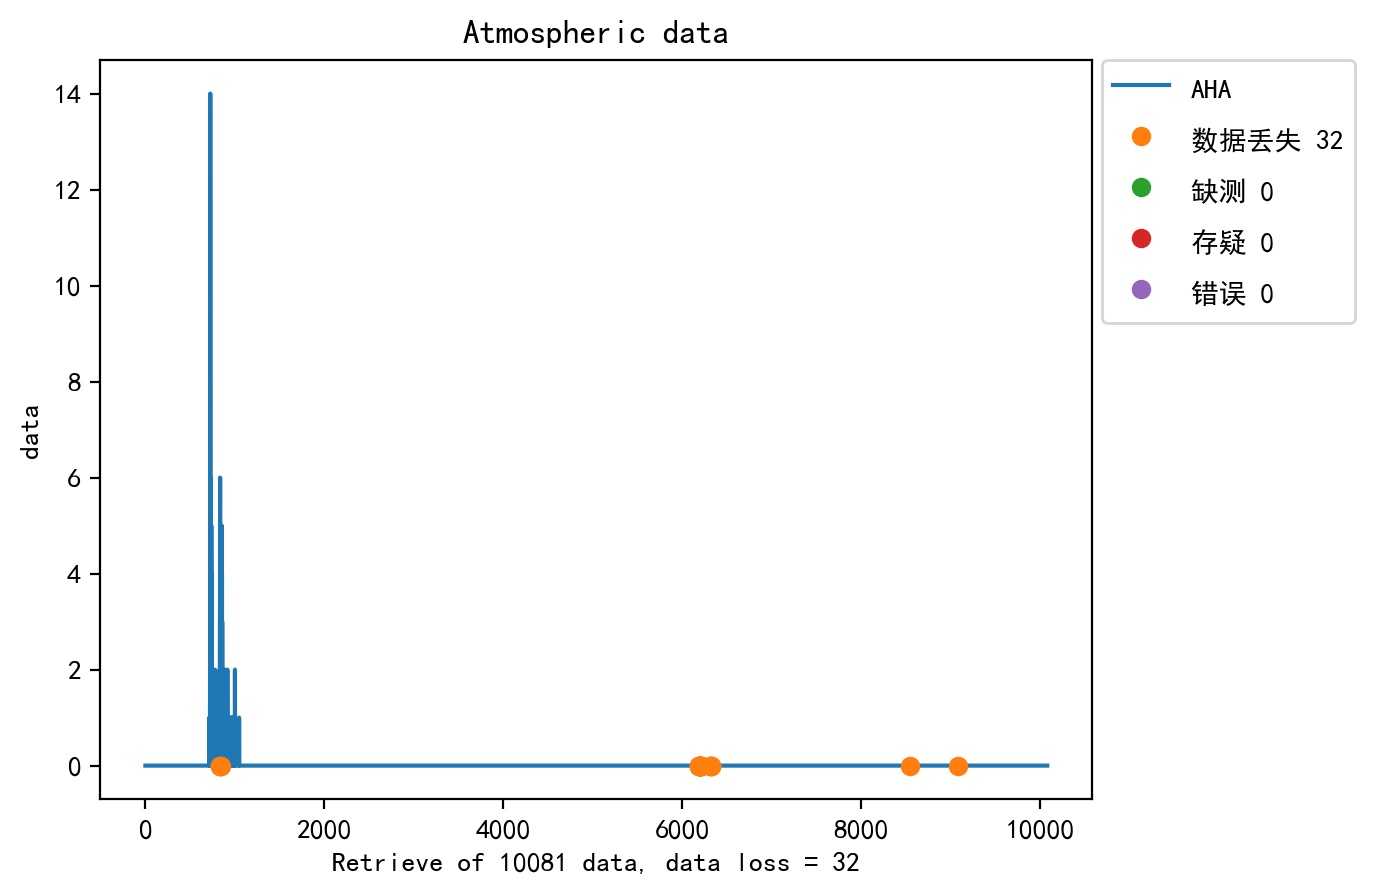 Atmospheric data
AHA
数据丢失 32
缺测 0
存疑 0
错误 0
14
12
10
8
6
4
2
0
data
0 2000 4000 6000 8000 10000
Retrieve of 10081 data, data loss = 32